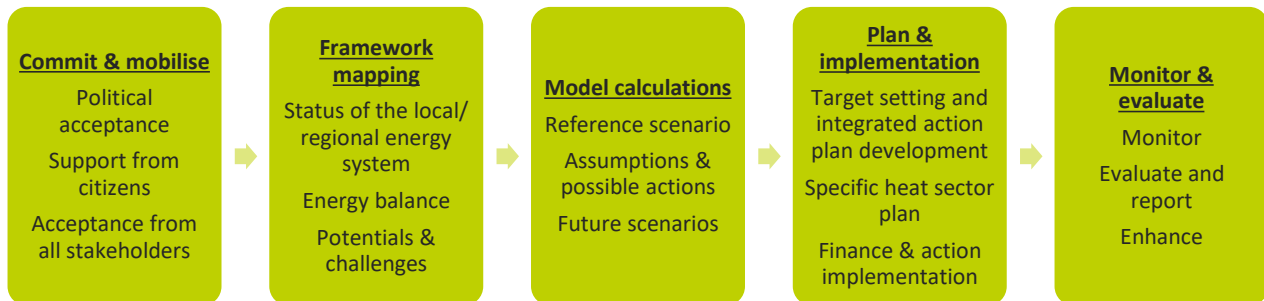 Commit & mobilise
Political
acceptance
Support from
citizens
Acceptance from
all stakeholders
Framework
mapping
Status of the local/
regional energy
system
Energy balance
Potentials &
challenges
Model calculations
Reference scenario
Assumptions &
possible actions
Future scenarios
Plan &
implementation
Target setting and
integrated action
plan development
Specific heat sector
plan
Finance & action
implementation
Monitor &
evaluate
Monitor
Evaluate and
report
Enhance